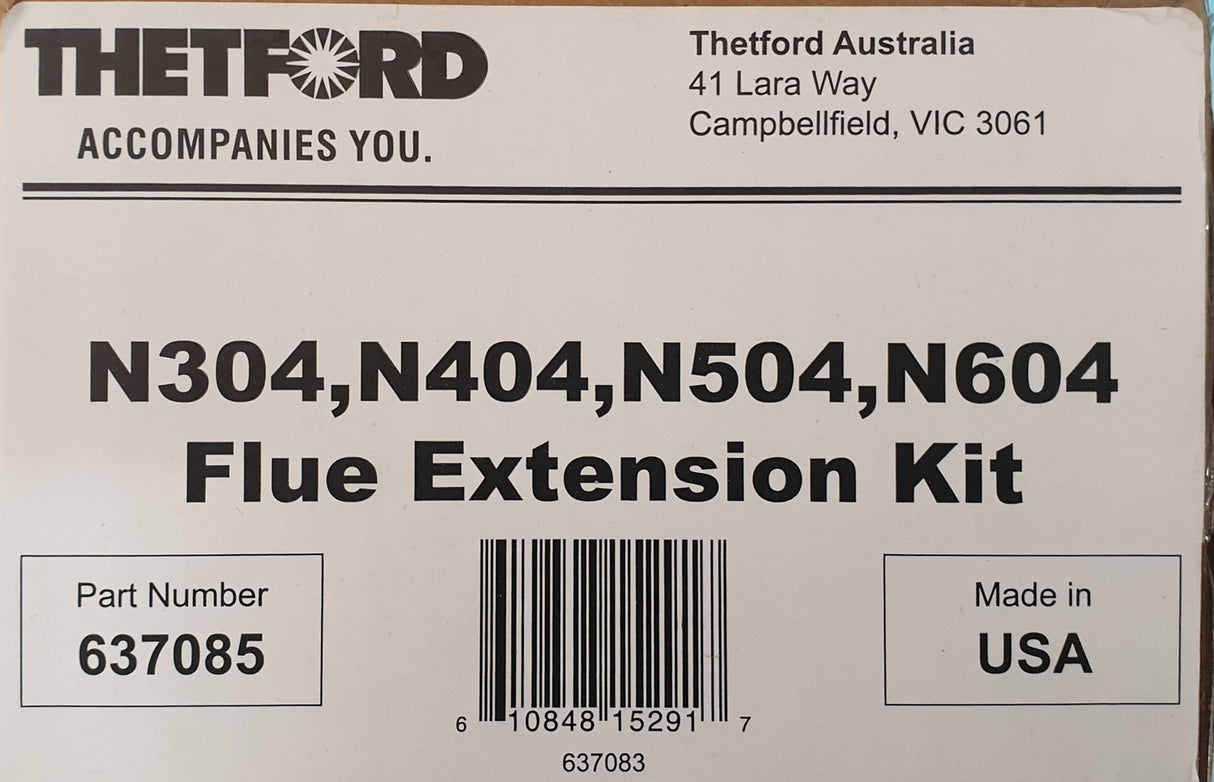 THETFORD
ACCOMPANIES YOU.
Thetford Australia
41 Lara Way
Campbellfield, VIC 3061
N304,N404,N504,N604
Flue Extension Kit
Part Number
637085
6 10848 15291 7
637083
Made in
USA